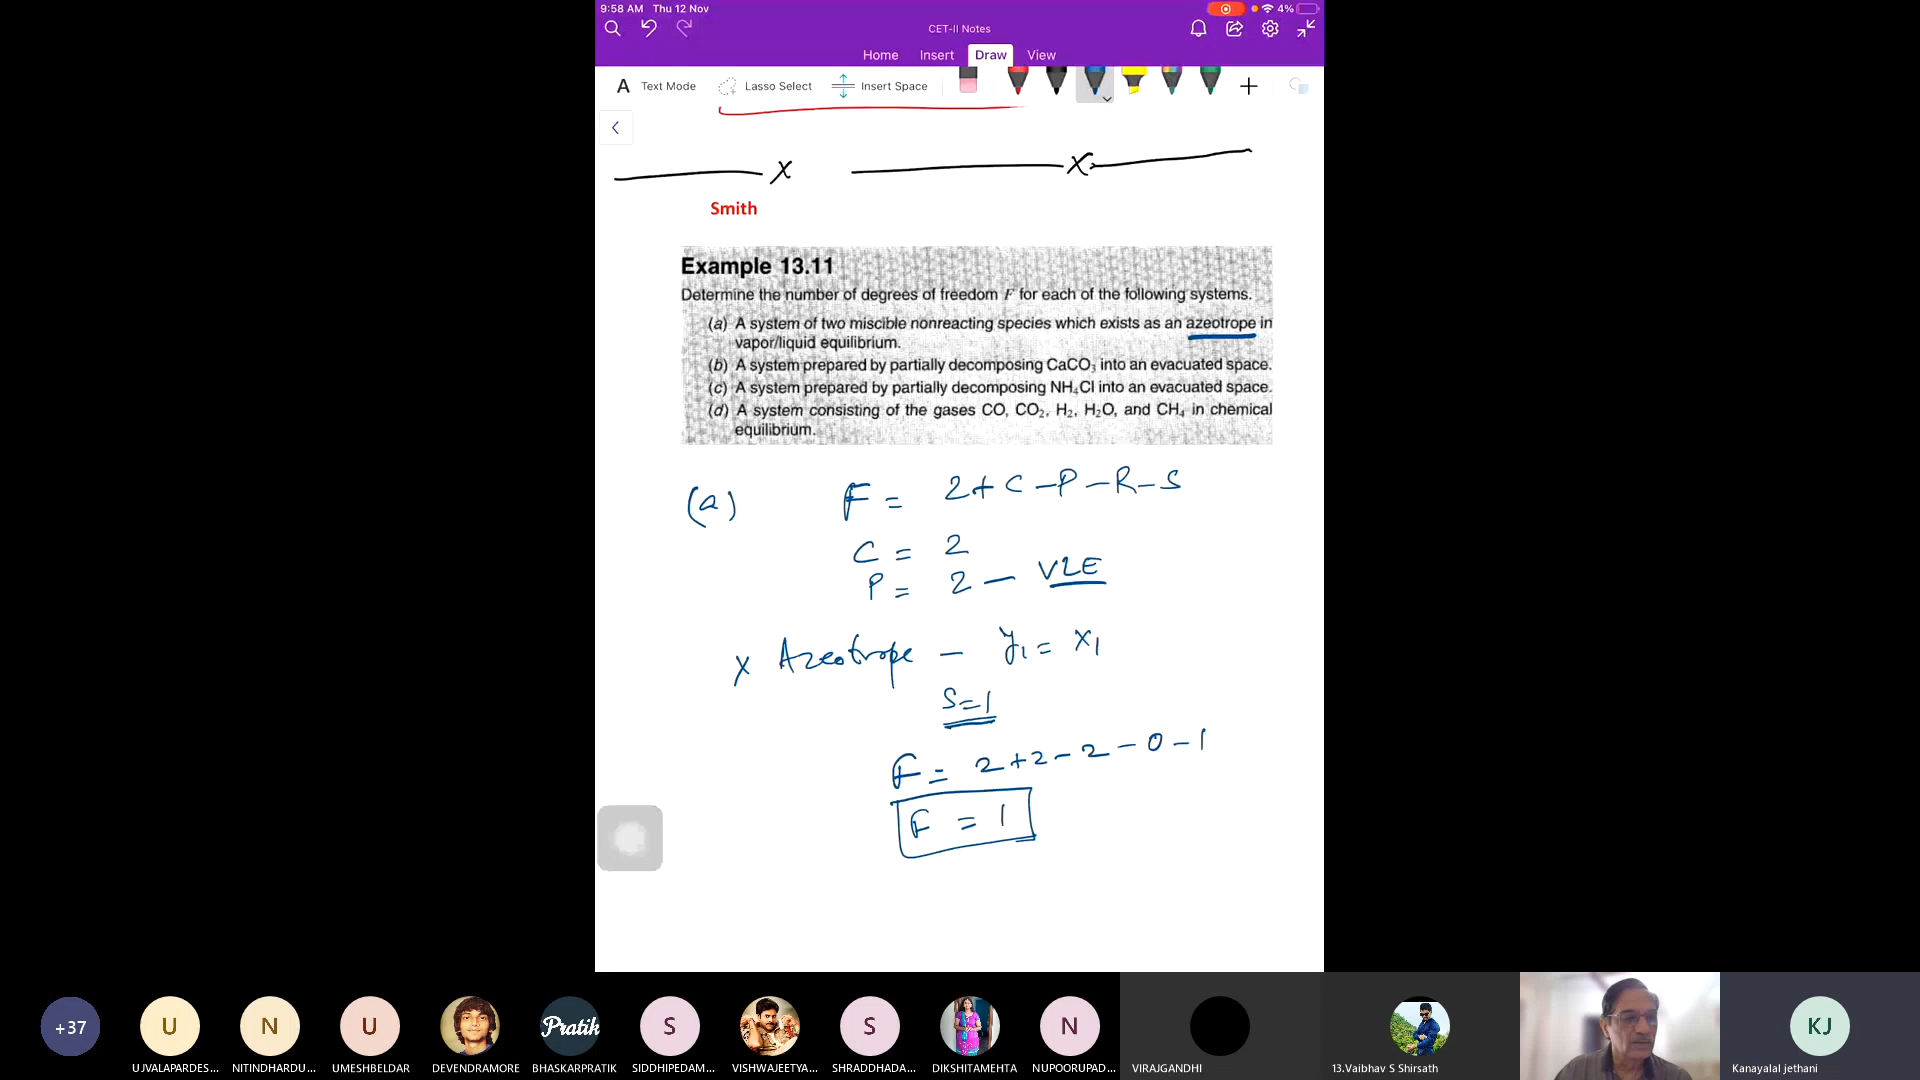 9:58 AM Thu 12 Nov
4%
CET-II Notes
Home Insert Draw View
A Text Mode Lasso Select Insert Space
X X
Smith
Example 13.11
Determine the number of degrees of freedom F for each of the following systems.
(a) A system of two miscible nonreacting species which exists as an azeotrope in
vapor/liquid equilibrium.
(b) A system prepared by partially decomposing CaCO₃ into an evacuated space.
(c) A system prepared by partially decomposing NH₄Cl into an evacuated space.
(d) A system consisting of the gases CO, CO₂, H₂, H₂O, and CH₄ in chemical
equilibrium.
(a) F = 2+C-P-R-S
C = 2
P = 2 - VLE
x Azeotrope - y₁ = x₁
S=1
F = 2+2-2-0-1
F = 1
+37
U
N
U
Pratik
S
S
N
KJ
UJVALAPARDES...
NITINDHARDU...
UMESHBELDAR
DEVENDRAMORE
BHASKARPRATIK
SIDDHIPEDAM...
VISHWAJEETYA...
SHRADDHADA...
DIKSHITAMEHTA
NUPOORUPAD...
VIRAJGANDHI
13.Vaibhav S Shirsath
Kanayalal jethani